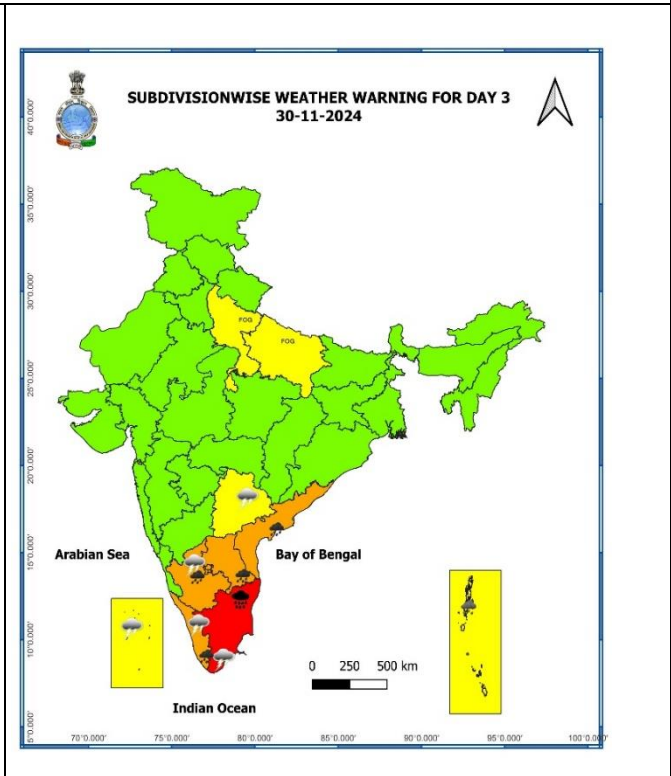 SUBDIVISIONWISE WEATHER WARNING FOR DAY 3
30-11-2024
40°0.000'
35°0.000'
30°0.000'
25°0.000'
20°0.000'
15°0.000'
10°0.000'
5°0.000'
FOG
FOG
Arabian Sea
Bay of Bengal
0 250 500 km
Indian Ocean
70°0.000' 75°0.000' 80°0.000' 85°0.000' 90°0.000' 95°0.000' 100°0.000'